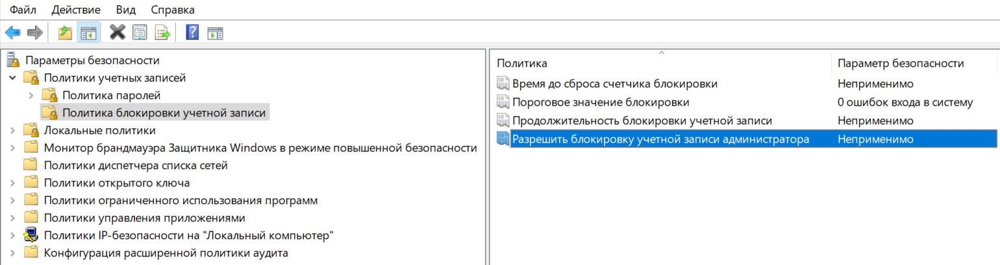 Файл Действие Вид Справка
Параметры безопасности
Политики учетных записей
Политика паролей
Политика блокировки учетной записи
Локальные политики
Монитор брандмауэра Защитника Windows в режиме повышенной безопасности
Политики диспетчера списка сетей
Политики открытого ключа
Политики ограниченного использования программ
Политики управления приложениями
Политики IP-безопасности на "Локальный компьютер"
Конфигурация расширенной политики аудита
Политика Параметр безопасности
Время до сброса счетчика блокировки Неприменимо
Пороговое значение блокировки 0 ошибок входа в систему
Продолжительность блокировки учетной записи Неприменимо
Разрешить блокировку учетной записи администратора Неприменимо